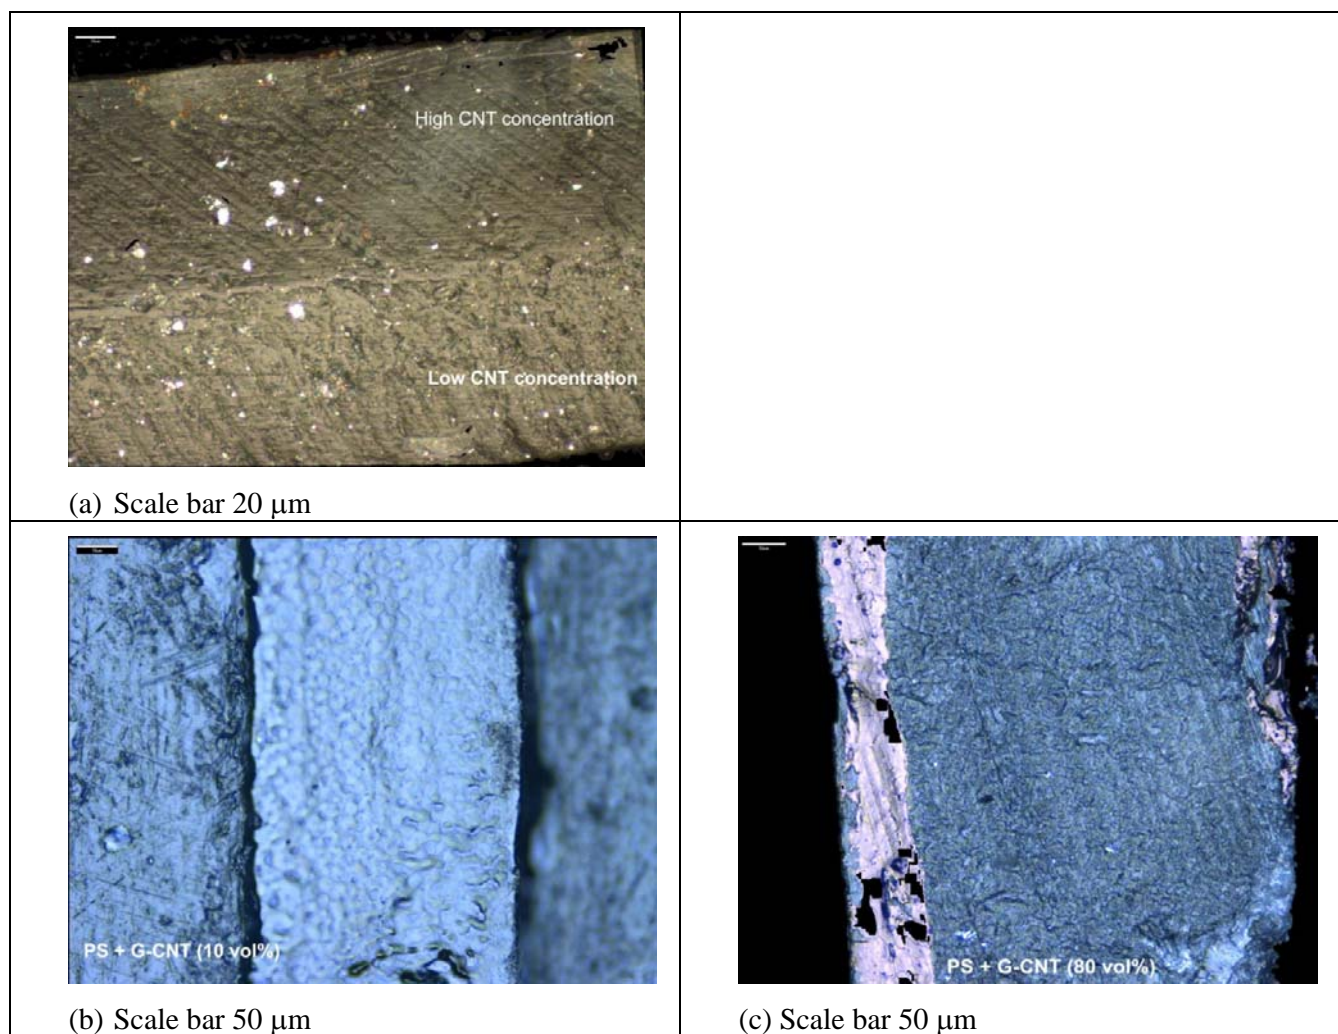 High CNT concentration
Low CNT concentration
(a) Scale bar 20 μm
PS + G-CNT (10 vol%)
PS + G-CNT (80 vol%)
(b) Scale bar 50 μm
(c) Scale bar 50 μm